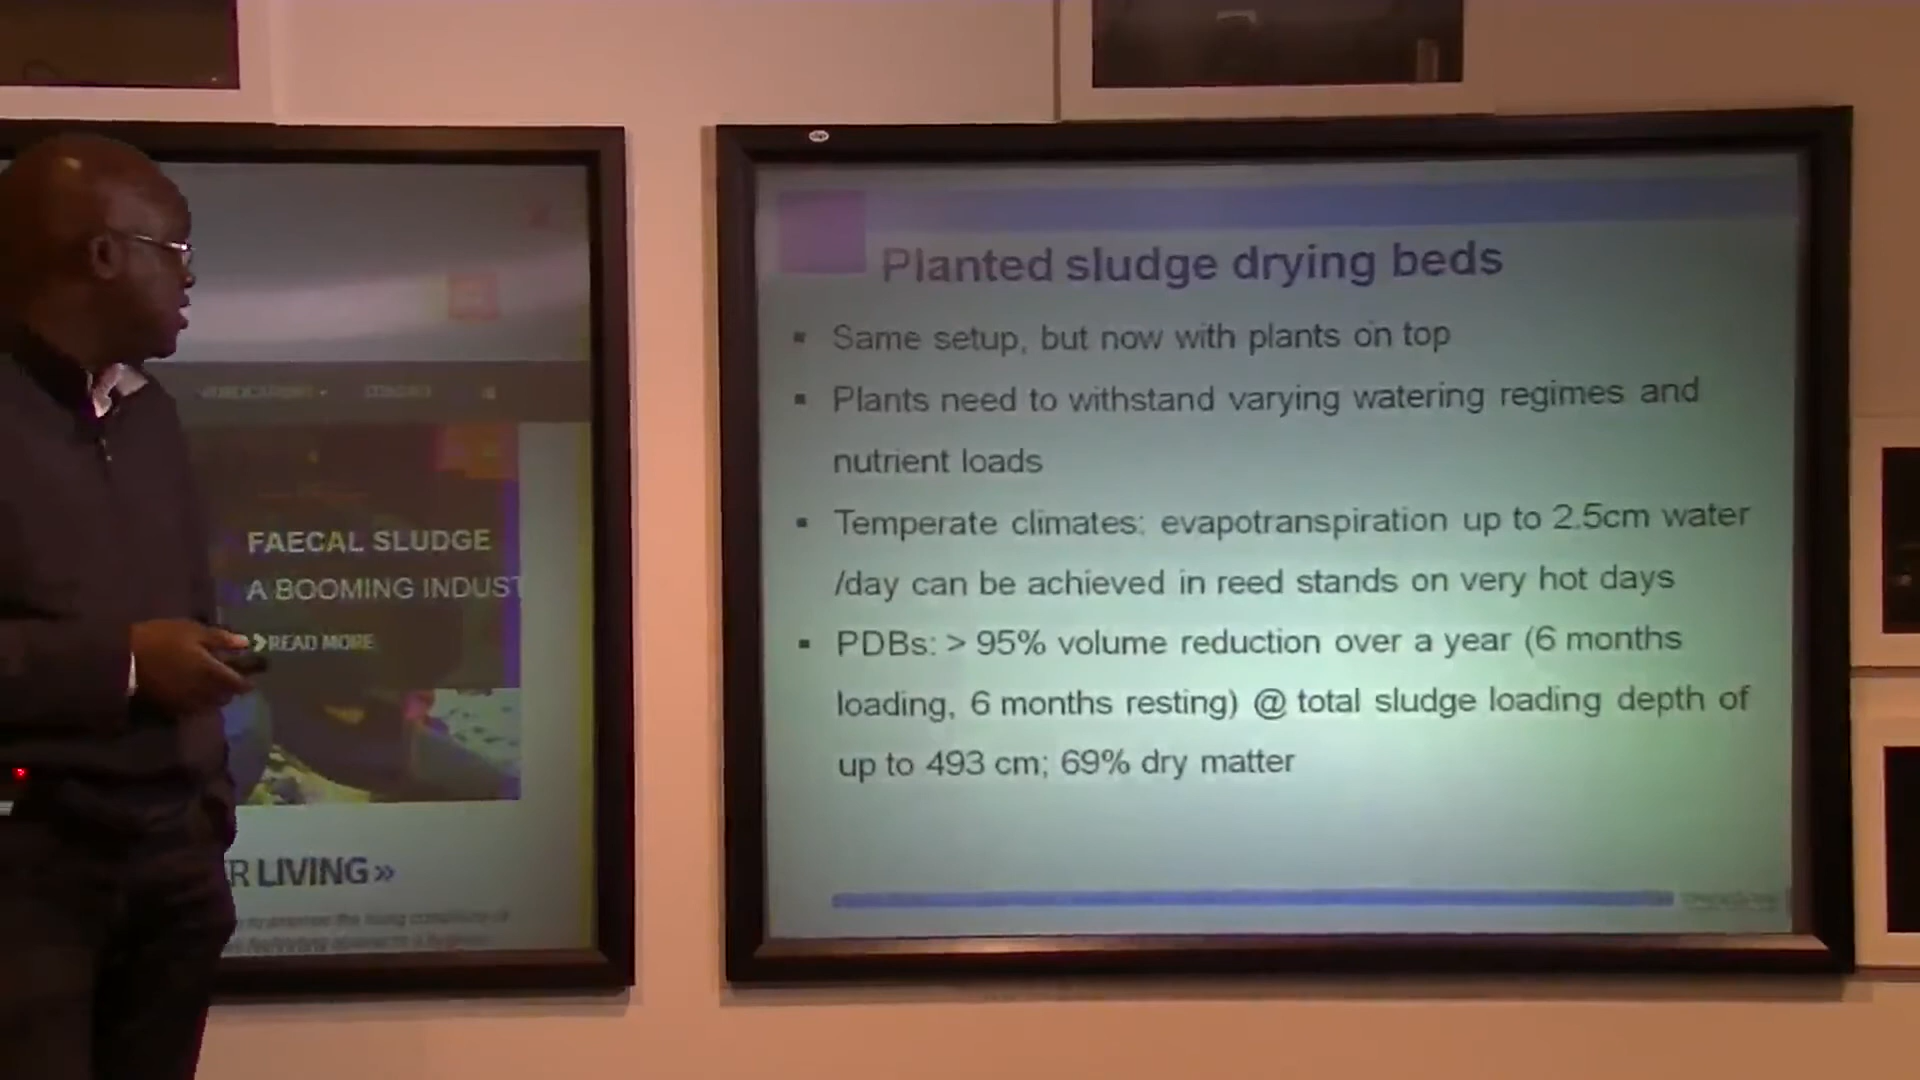 CONTACT
FAECAL SLUDGE
A BOOMING INDUST
READ MORE
R LIVING »
Planted sludge drying beds
▪ Same setup, but now with plants on top
▪ Plants need to withstand varying watering regimes and
nutrient loads
▪ Temperate climates: evapotranspiration up to 2.5cm water
/day can be achieved in reed stands on very hot days
▪ PDBs: > 95% volume reduction over a year (6 months
loading, 6 months resting) @ total sludge loading depth of
up to 493 cm; 69% dry matter